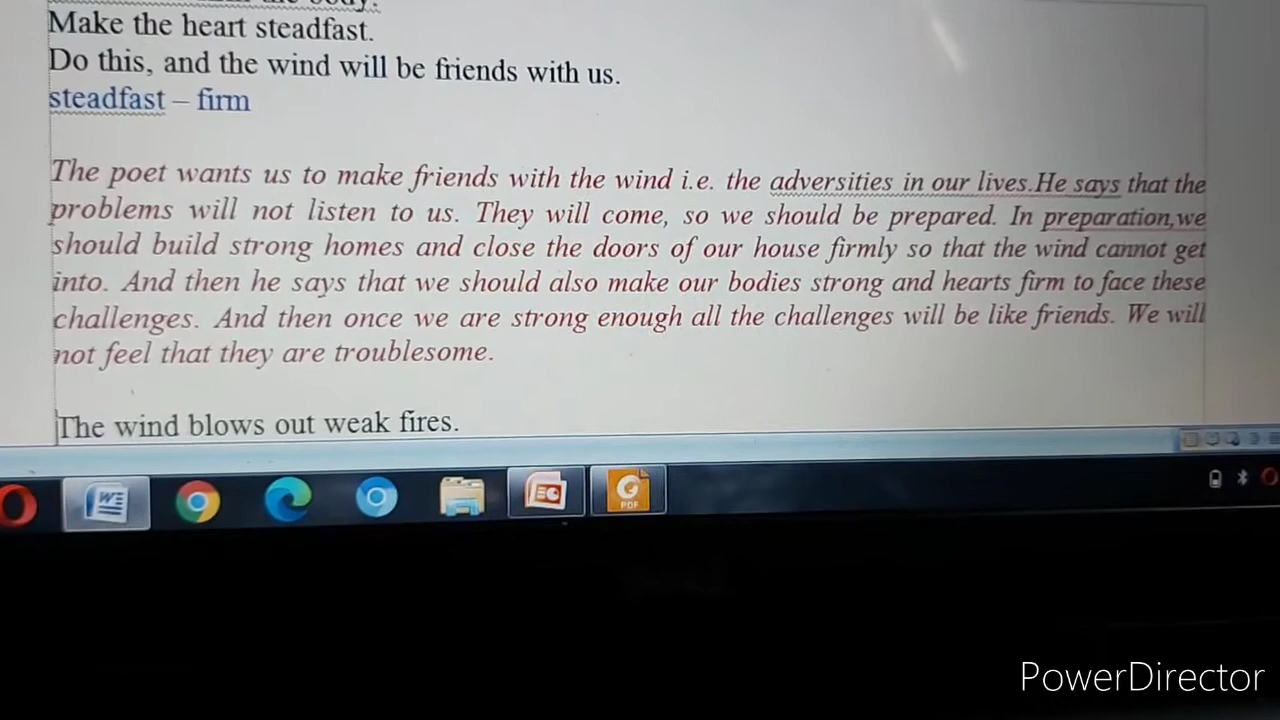 Make the heart steadfast.
Do this, and the wind will be friends with us.
steadfast – firm
The poet wants us to make friends with the wind i.e. the adversities in our lives.He says that the
problems will not listen to us. They will come, so we should be prepared. In preparation,we
should build strong homes and close the doors of our house firmly so that the wind cannot get
into. And then he says that we should also make our bodies strong and hearts firm to face these
challenges. And then once we are strong enough all the challenges will be like friends. We will
not feel that they are troublesome.
The wind blows out weak fires.
PDF
PowerDirector